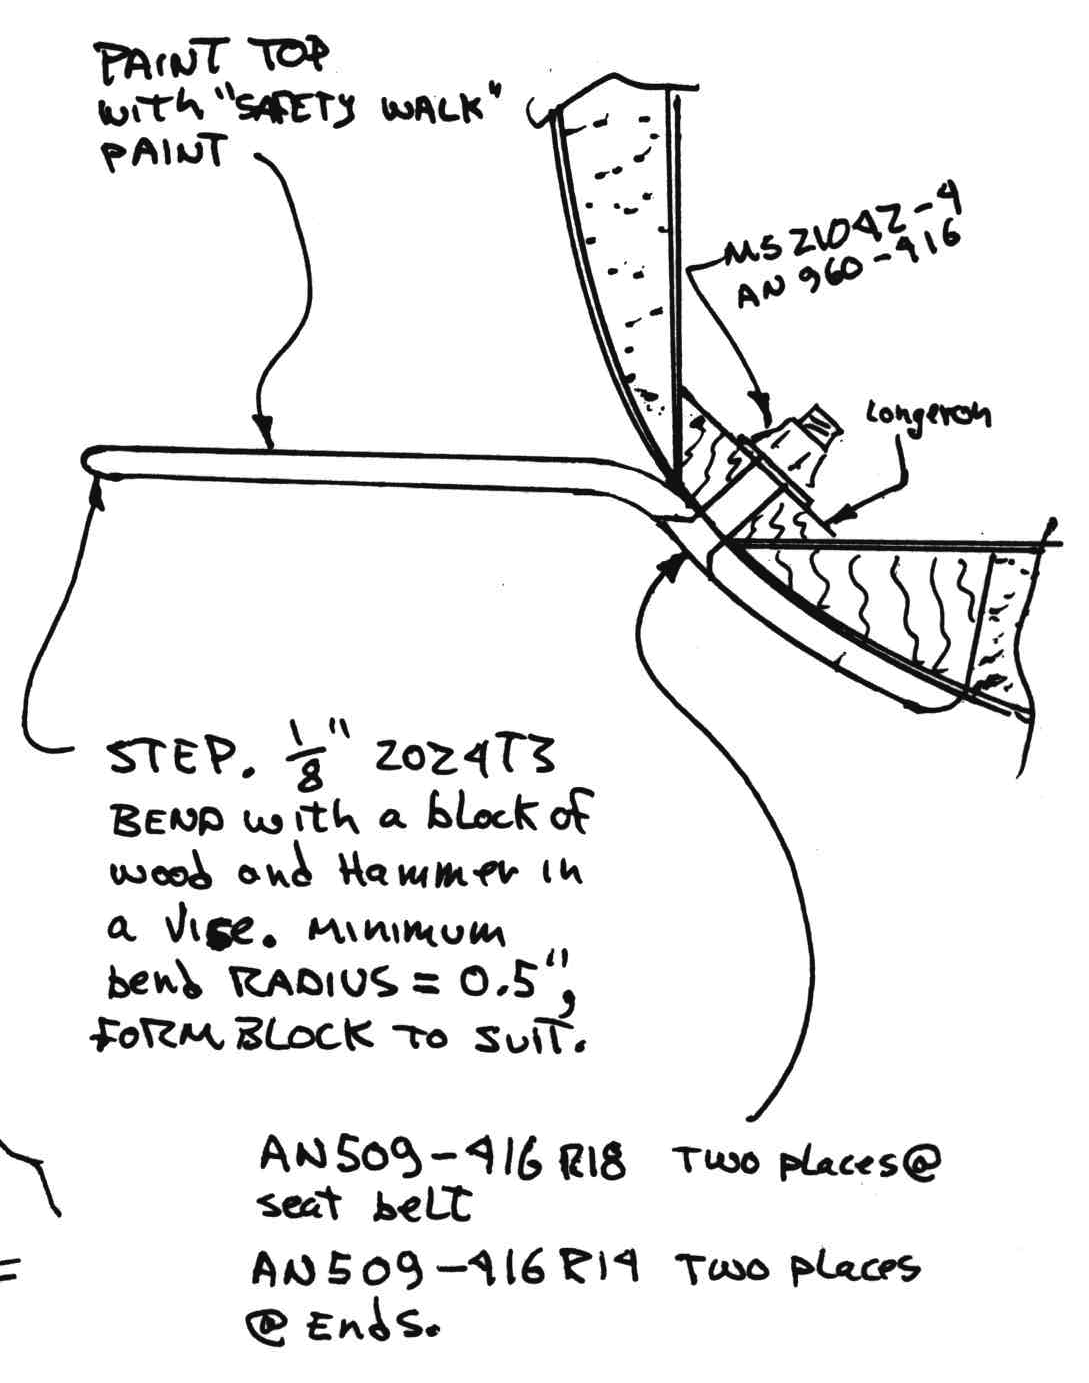 PAINT TOP
with "SAFETY WALK"
PAINT
MS21042-4
AN 960-416
Longeron
STEP. 1/8" 2024T3
BEND with a block of
wood and Hammer in
a Vise. MINIMUM
bend RADIUS = 0.5",
FORM BLOCK TO SUIT.
AN509-416 R18 TWO places@
seat beLT
AN509-416 R14 TWO places
@ Ends.